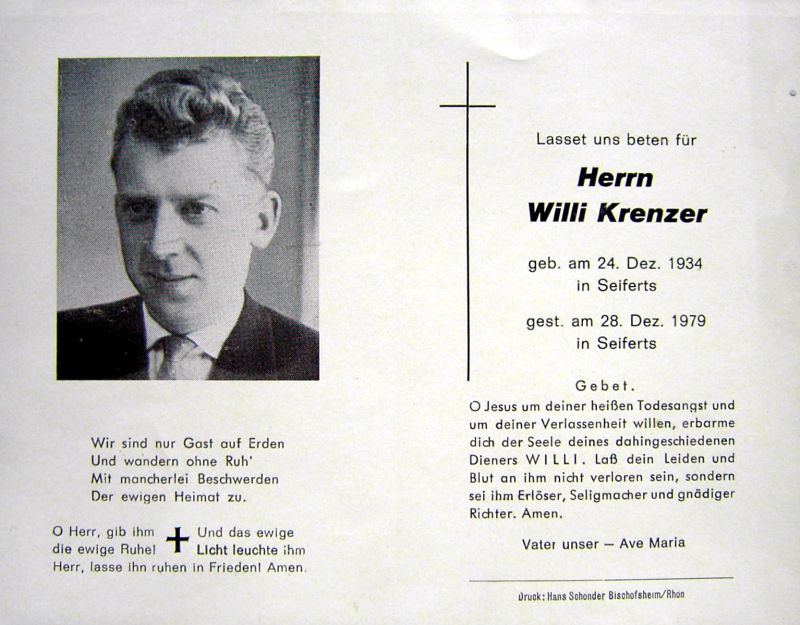 Wir sind nur Gast auf Erden
Und wandern ohne Ruh'
Mit mancherlei Beschwerden
Der ewigen Heimat zu.
O Herr, gib ihm Und das ewige
die ewige Ruhe! Licht leuchte ihm
Herr, lasse ihn ruhen in Frieden! Amen.
Lasset uns beten für
Herrn
Willi Krenzer
geb. am 24. Dez. 1934
in Seiferts
gest. am 28. Dez. 1979
in Seiferts
Gebet.
O Jesus um deiner heißen Todesangst und
um deiner Verlassenheit willen, erbarme
dich der Seele deines dahingeschiedenen
Dieners WILLI. Laß dein Leiden und
Blut an ihm nicht verloren sein, sondern
sei ihm Erlöser, Seligmacher und gnädiger
Richter. Amen.
Vater unser — Ave Maria
Druck: Hans Schonder Bischofsheim/Rhön